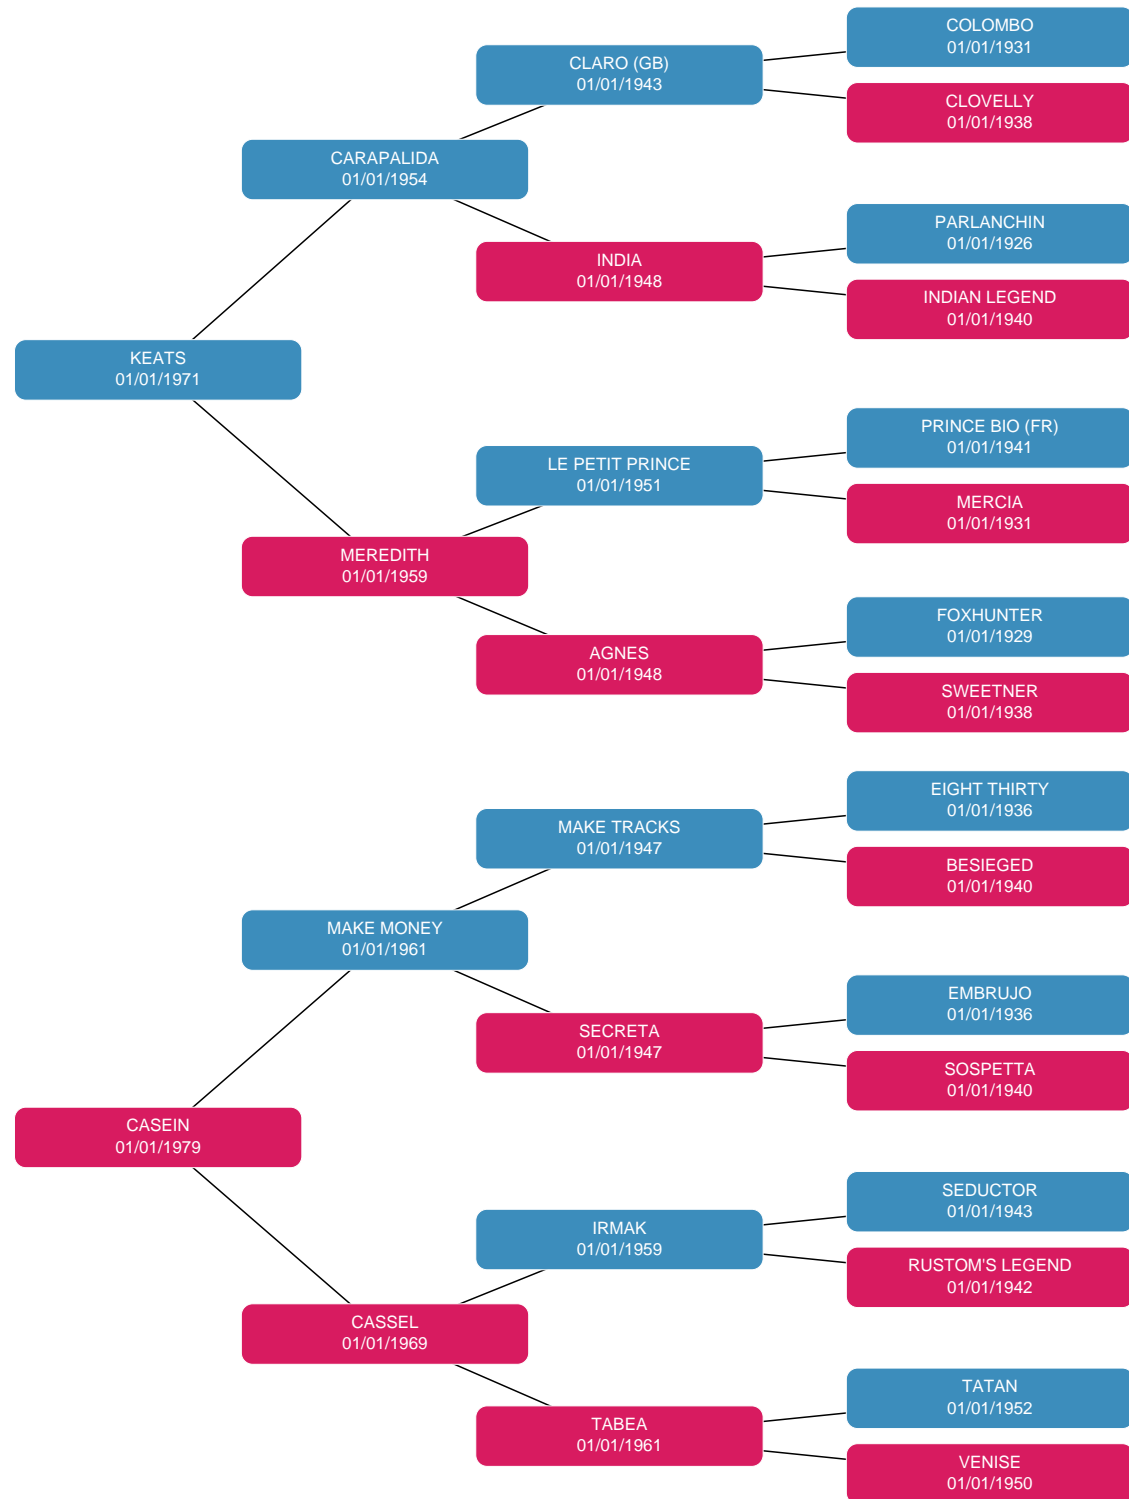 COLOMBO
01/01/1931
CLARO (GB)
01/01/1943
CLOVELLY
01/01/1938
CARAPALIDA
01/01/1954
PARLANCHIN
01/01/1926
INDIA
01/01/1948
INDIAN LEGEND
01/01/1940
KEATS
01/01/1971
PRINCE BIO (FR)
01/01/1941
LE PETIT PRINCE
01/01/1951
MERCIA
01/01/1931
MEREDITH
01/01/1959
FOXHUNTER
01/01/1929
AGNES
01/01/1948
SWEETNER
01/01/1938
EIGHT THIRTY
01/01/1936
MAKE TRACKS
01/01/1947
BESIEGED
01/01/1940
MAKE MONEY
01/01/1961
EMBRUJO
01/01/1936
SECRETA
01/01/1947
SOSPETTA
01/01/1940
CASEIN
01/01/1979
SEDUCTOR
01/01/1943
IRMAK
01/01/1959
RUSTOM'S LEGEND
01/01/1942
CASSEL
01/01/1969
TATAN
01/01/1952
TABEA
01/01/1961
VENISE
01/01/1950